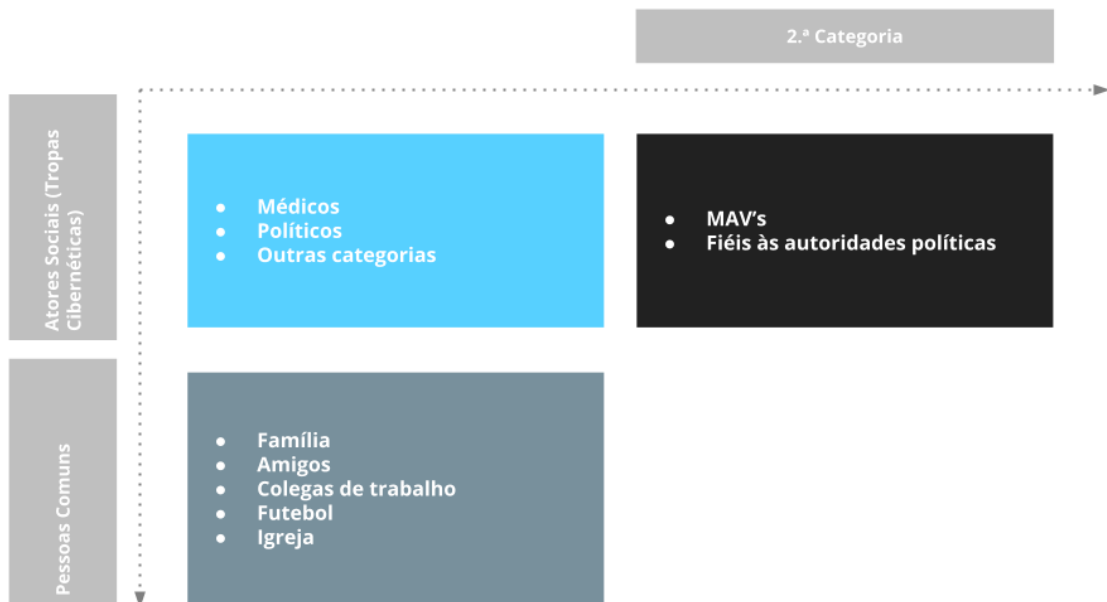 2.ª Categoria
Atores Sociais (Tropas
Cibernéticas)
● Médicos
● Políticos
● Outras categorias
● MAV's
● Fiéis às autoridades políticas
Pessoas Comuns
● Família
● Amigos
● Colegas de trabalho
● Futebol
● Igreja